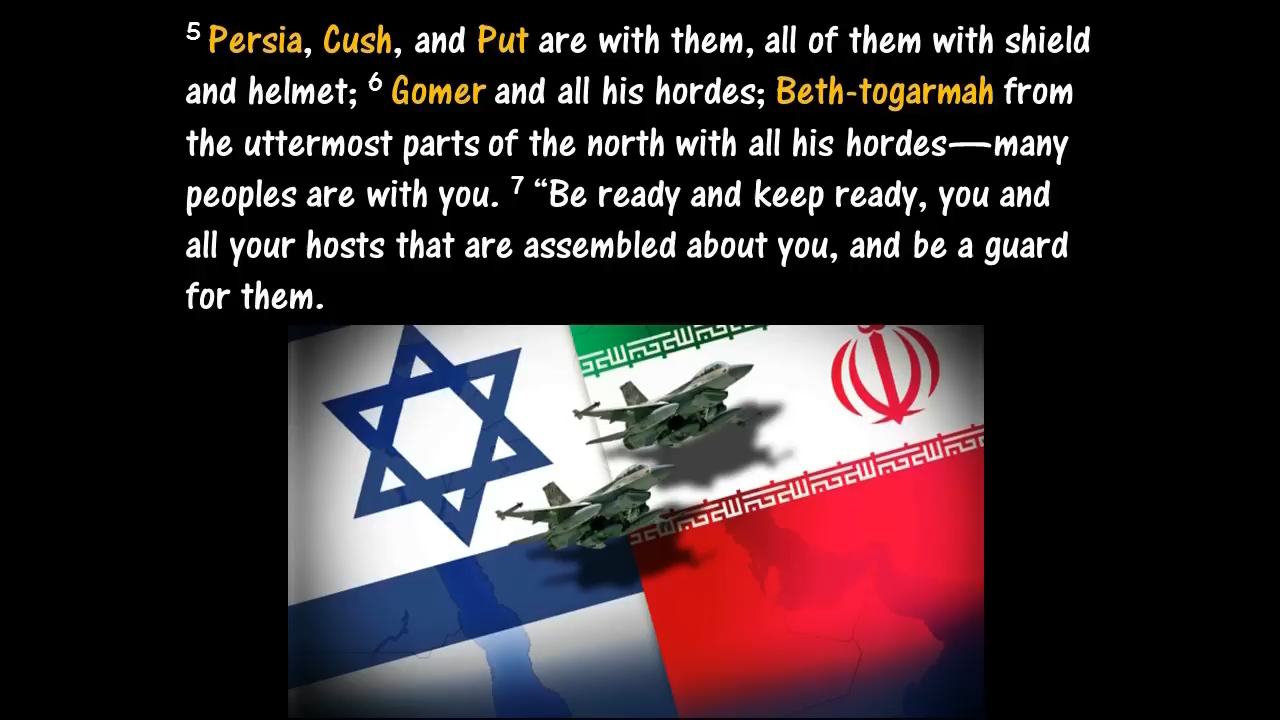 ⁵ Persia, Cush, and Put are with them, all of them with shield
and helmet; ⁶ Gomer and all his hordes; Beth-togarmah from
the uttermost parts of the north with all his hordes—many
peoples are with you. ⁷ “Be ready and keep ready, you and
all your hosts that are assembled about you, and be a guard
for them.